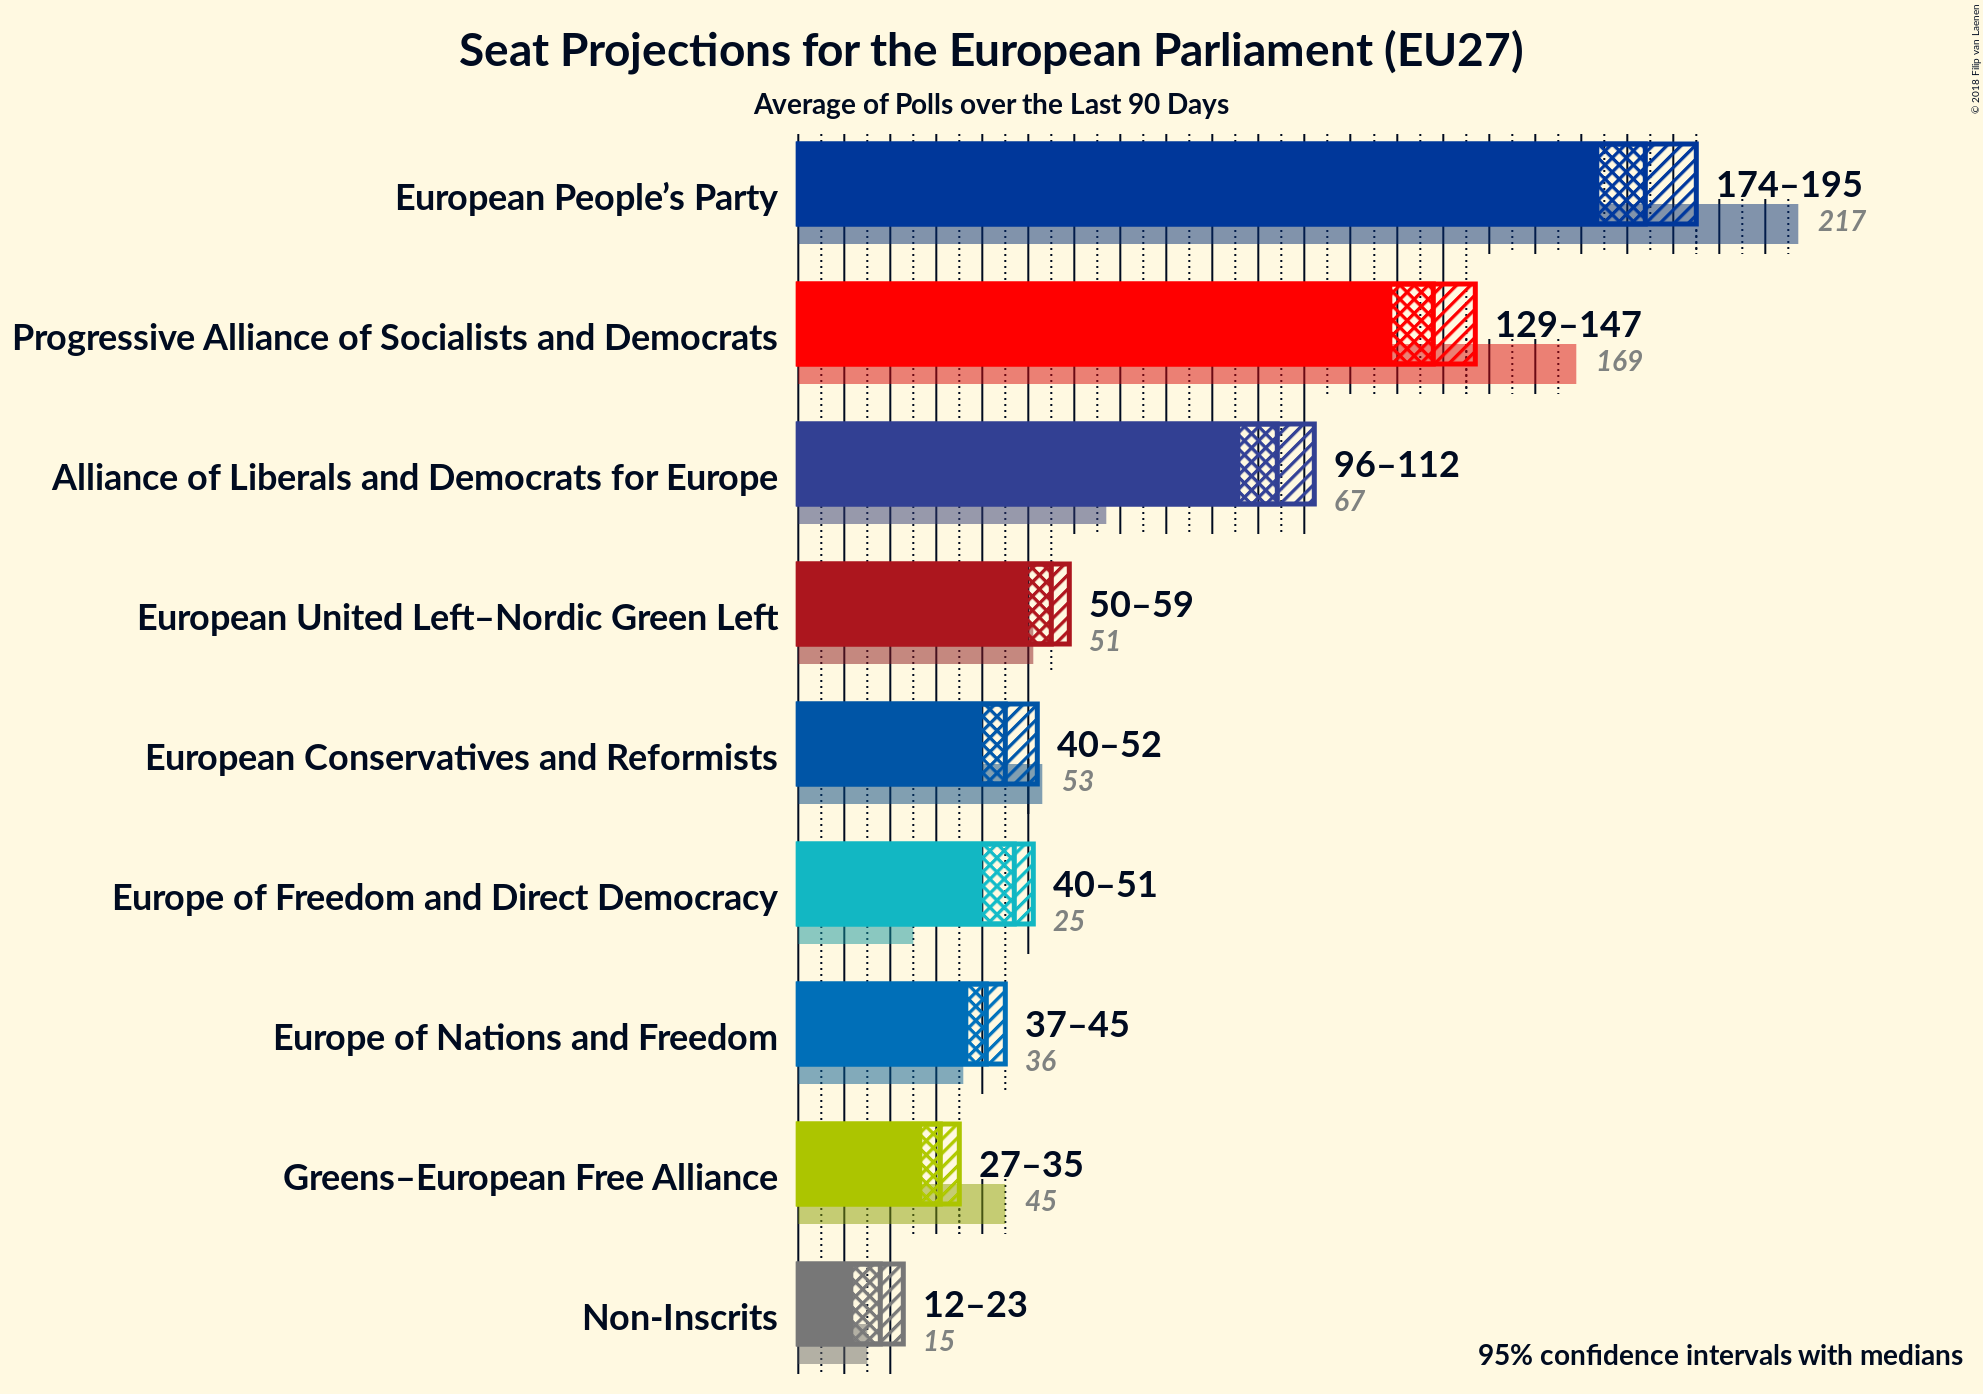 Seat Projections for the European Parliament (EU27)
Average of Polls over the Last 90 Days
© 2018 Filip van Laenen
European People’s Party
174–195
217
Progressive Alliance of Socialists and Democrats
129–147
169
Alliance of Liberals and Democrats for Europe
96–112
67
European United Left–Nordic Green Left
50–59
51
European Conservatives and Reformists
40–52
53
Europe of Freedom and Direct Democracy
40–51
25
Europe of Nations and Freedom
37–45
36
Greens–European Free Alliance
27–35
45
Non-Inscrits
12–23
15
95% confidence intervals with medians